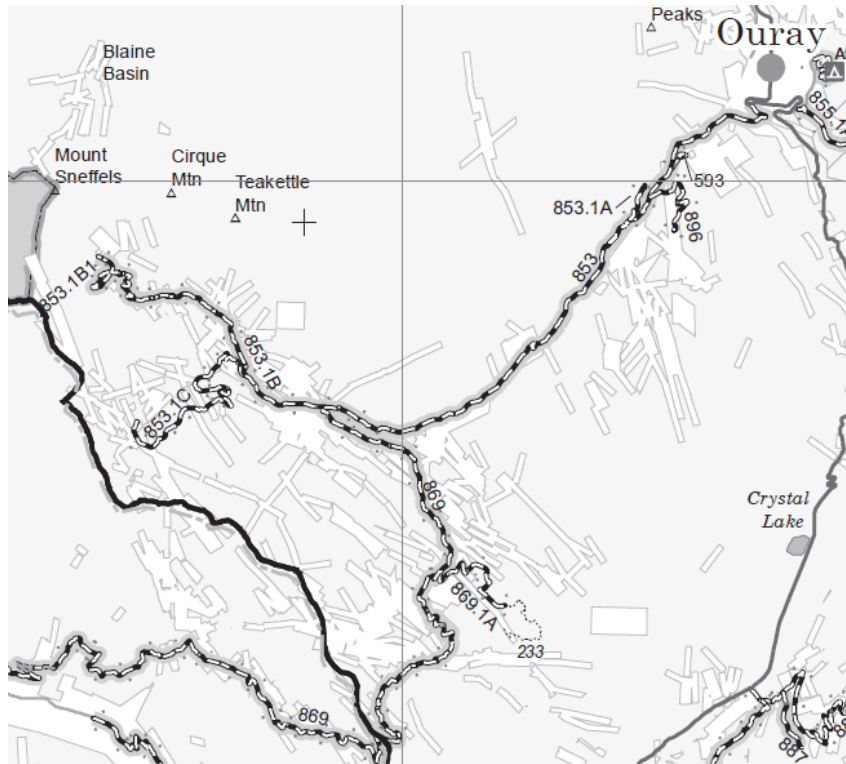 Peaks
Ouray
Blaine
Basin
855.1A
Mount
Sneffels
Cirque
Mtn
Teakettle
Mtn
593
853.1A
896
853
853.1B1
853.1B
853.1C
869
Crystal
Lake
869.1A
233
869
887